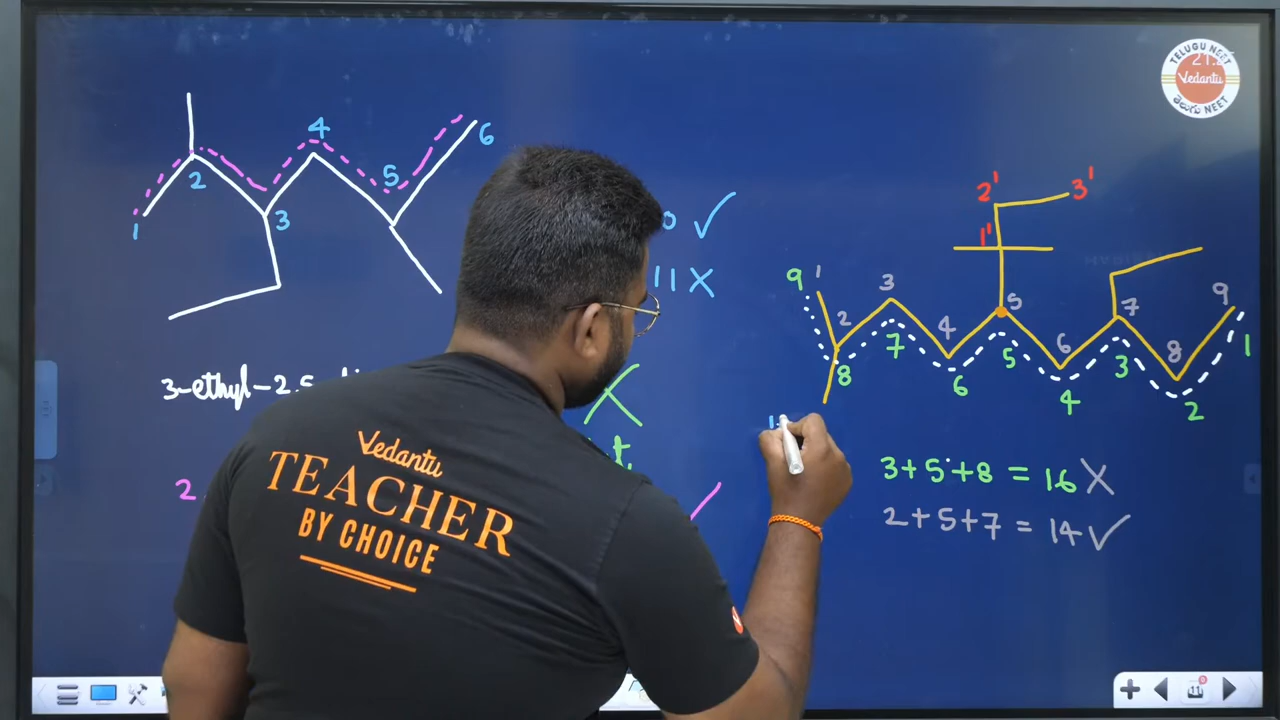 TELUGU NEET
Vedantu
తెలుగు NEET
1
2
3
4
5
6
0 ✓
11 X
3-ethyl-2,5-
2
t
X
2' 3'
1'
9 1 2 3 4 5 6 7 8 9
8 7 6 5 4 3 2 1
3+5+8 = 16 X
2+5+7 = 14 ✓
Vedantu
TEACHER
BY CHOICE